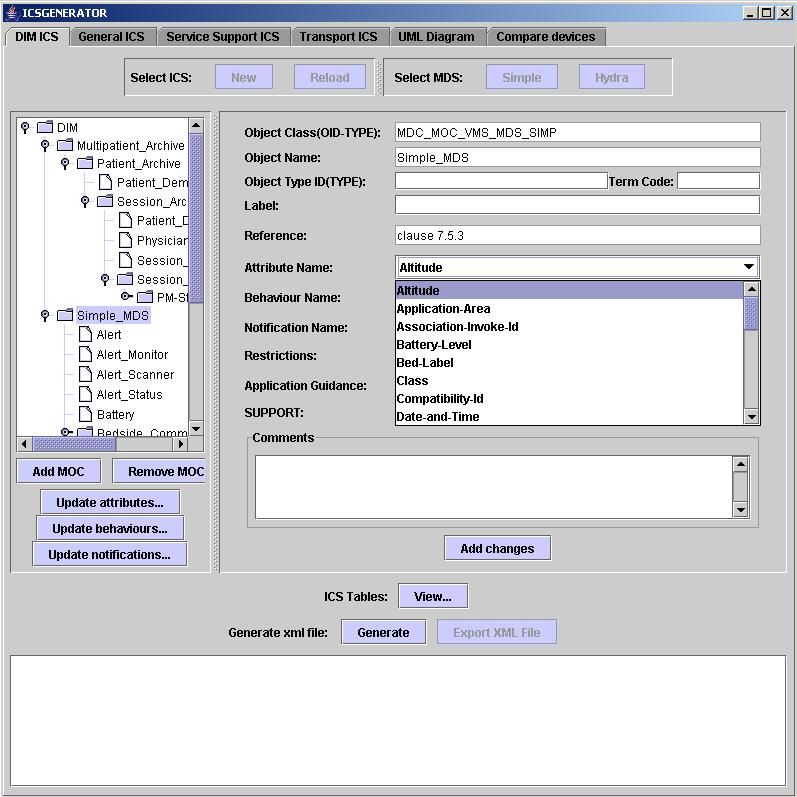 ICSGENERATOR
DIM ICS General ICS Service Support ICS Transport ICS UML Diagram Compare devices
Select ICS: New Reload Select MDS: Simple Hydra
DIM
Multipatient_Archive
Patient_Archive
Patient_Dem
Session_Arc
Patient_D
Physician
Session_
Session_
PM-St
Simple_MDS
Alert
Alert_Monitor
Alert_Scanner
Alert_Status
Battery
Bedside_Comm
Add MOC Remove MOC
Update attributes...
Update behaviours...
Update notifications...
Object Class(OID-TYPE): MDC_MOC_VMS_MDS_SIMP
Object Name: Simple_MDS
Object Type ID(TYPE): Term Code:
Label:
Reference: clause 7.5.3
Attribute Name: Altitude
Behaviour Name:
Notification Name:
Restrictions:
Application Guidance:
SUPPORT:
Altitude
Application-Area
Association-Invoke-Id
Battery-Level
Bed-Label
Class
Compatibility-Id
Date-and-Time
Comments
Add changes
ICS Tables: View...
Generate xml file: Generate Export XML File